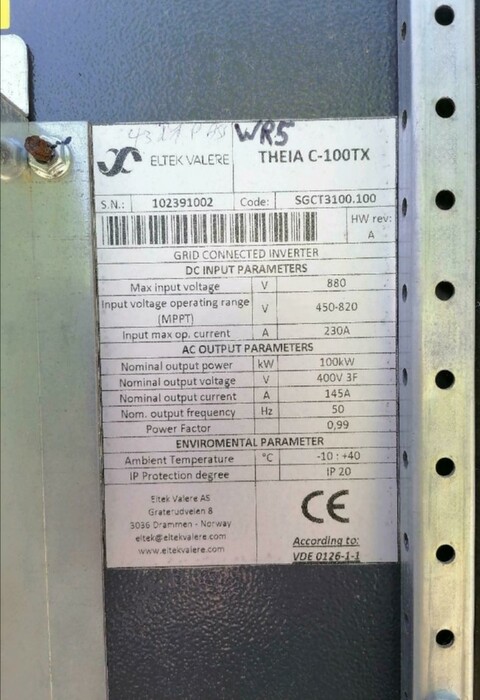 WR5
ELTEK VALERE THEIA C-100TX
S.N.: 102391002 Code: SGCT3100.100
HW rev:
A
GRID CONNECTED INVERTER
DC INPUT PARAMETERS
Max input voltage V 880
Input voltage operating range
(MPPT) V 450-820
Input max op. current A 230A
AC OUTPUT PARAMETERS
Nominal output power kW 100kW
Nominal output voltage V 400V 3F
Nominal output current A 145A
Nom. output frequency Hz 50
Power Factor 0,99
ENVIROMENTAL PARAMETER
Ambient Temperature °C -10 : +40
IP Protection degree IP 20
Eltek Valere AS
Graterudveien 8
3036 Drammen - Norway
eltek@eltekvalere.com
www.eltekvalere.com
CE
According to:
VDE 0126-1-1